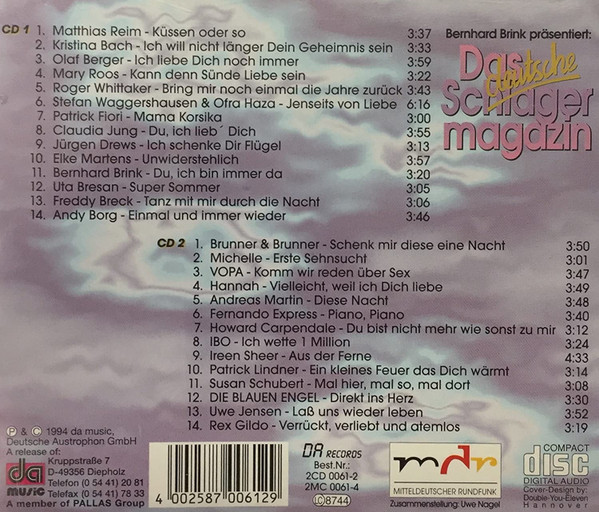 CD 1 1. Matthias Reim - Küssen oder so 3:37
2. Kristina Bach - Ich will nicht länger Dein Geheimnis sein 3:33
3. Olaf Berger - Ich liebe Dich noch immer 3:59
4. Mary Roos - Kann denn Sünde Liebe sein 3:22
5. Roger Whittaker - Bring mir noch einmal die Jahre zurück 3:43
6. Stefan Waggershausen & Ofra Haza - Jenseits von Liebe 6:16
7. Patrick Fiori - Mama Korsika 3:00
8. Claudia Jung - Du, ich lieb´ Dich 3:55
9. Jürgen Drews - Ich schenke Dir Flügel 3:13
10. Elke Martens - Unwiderstehlich 3:57
11. Bernhard Brink - Du, ich bin immer da 3:20
12. Uta Bresan - Super Sommer 3:05
13. Freddy Breck - Tanz mit mir durch die Nacht 3:06
14. Andy Borg - Einmal und immer wieder 3:46
Bernhard Brink präsentiert:
Das
deutsche
Schlager
magazin
CD 2 1. Brunner & Brunner - Schenk mir diese eine Nacht 3:50
2. Michelle - Erste Sehnsucht 3:01
3. VOPA - Komm wir reden über Sex 3:47
4. Hannah - Vielleicht, weil ich Dich liebe 3:49
5. Andreas Martin - Diese Nacht 3:48
6. Fernando Express - Piano, Piano 3:40
7. Howard Carpendale - Du bist nicht mehr wie sonst zu mir 3:12
8. IBO - Ich wette 1 Million 3:24
9. Ireen Sheer - Aus der Ferne 4:33
10. Patrick Lindner - Ein kleines Feuer das Dich wärmt 3:14
11. Susan Schubert - Mal hier, mal so, mal dort 3:08
12. DIE BLAUEN ENGEL - Direkt ins Herz 3:30
13. Uwe Jensen - Laß uns wieder leben 3:52
14. Rex Gildo - Verrückt, verliebt und atemlos 3:19
℗ & © 1994 da music,
Deutsche Austrophon GmbH
A release of:
da
music
Kruppstraße 7
D-49356 Diepholz
Telefon (0 54 41) 20 81
Telefax (0 54 41) 78 33
A member of PALLAS Group
4 002587 006129
DA RECORDS
Best.Nr.:
2CD 0061-2
2MC 0061-4
LC 8744
mdr
MITTELDEUTSCHER RUNDFUNK
Zusammenstellung: Uwe Nagel
COMPACT
disc
DIGITAL AUDIO
Cover-Design by:
Double-You-Eleven
Hannover